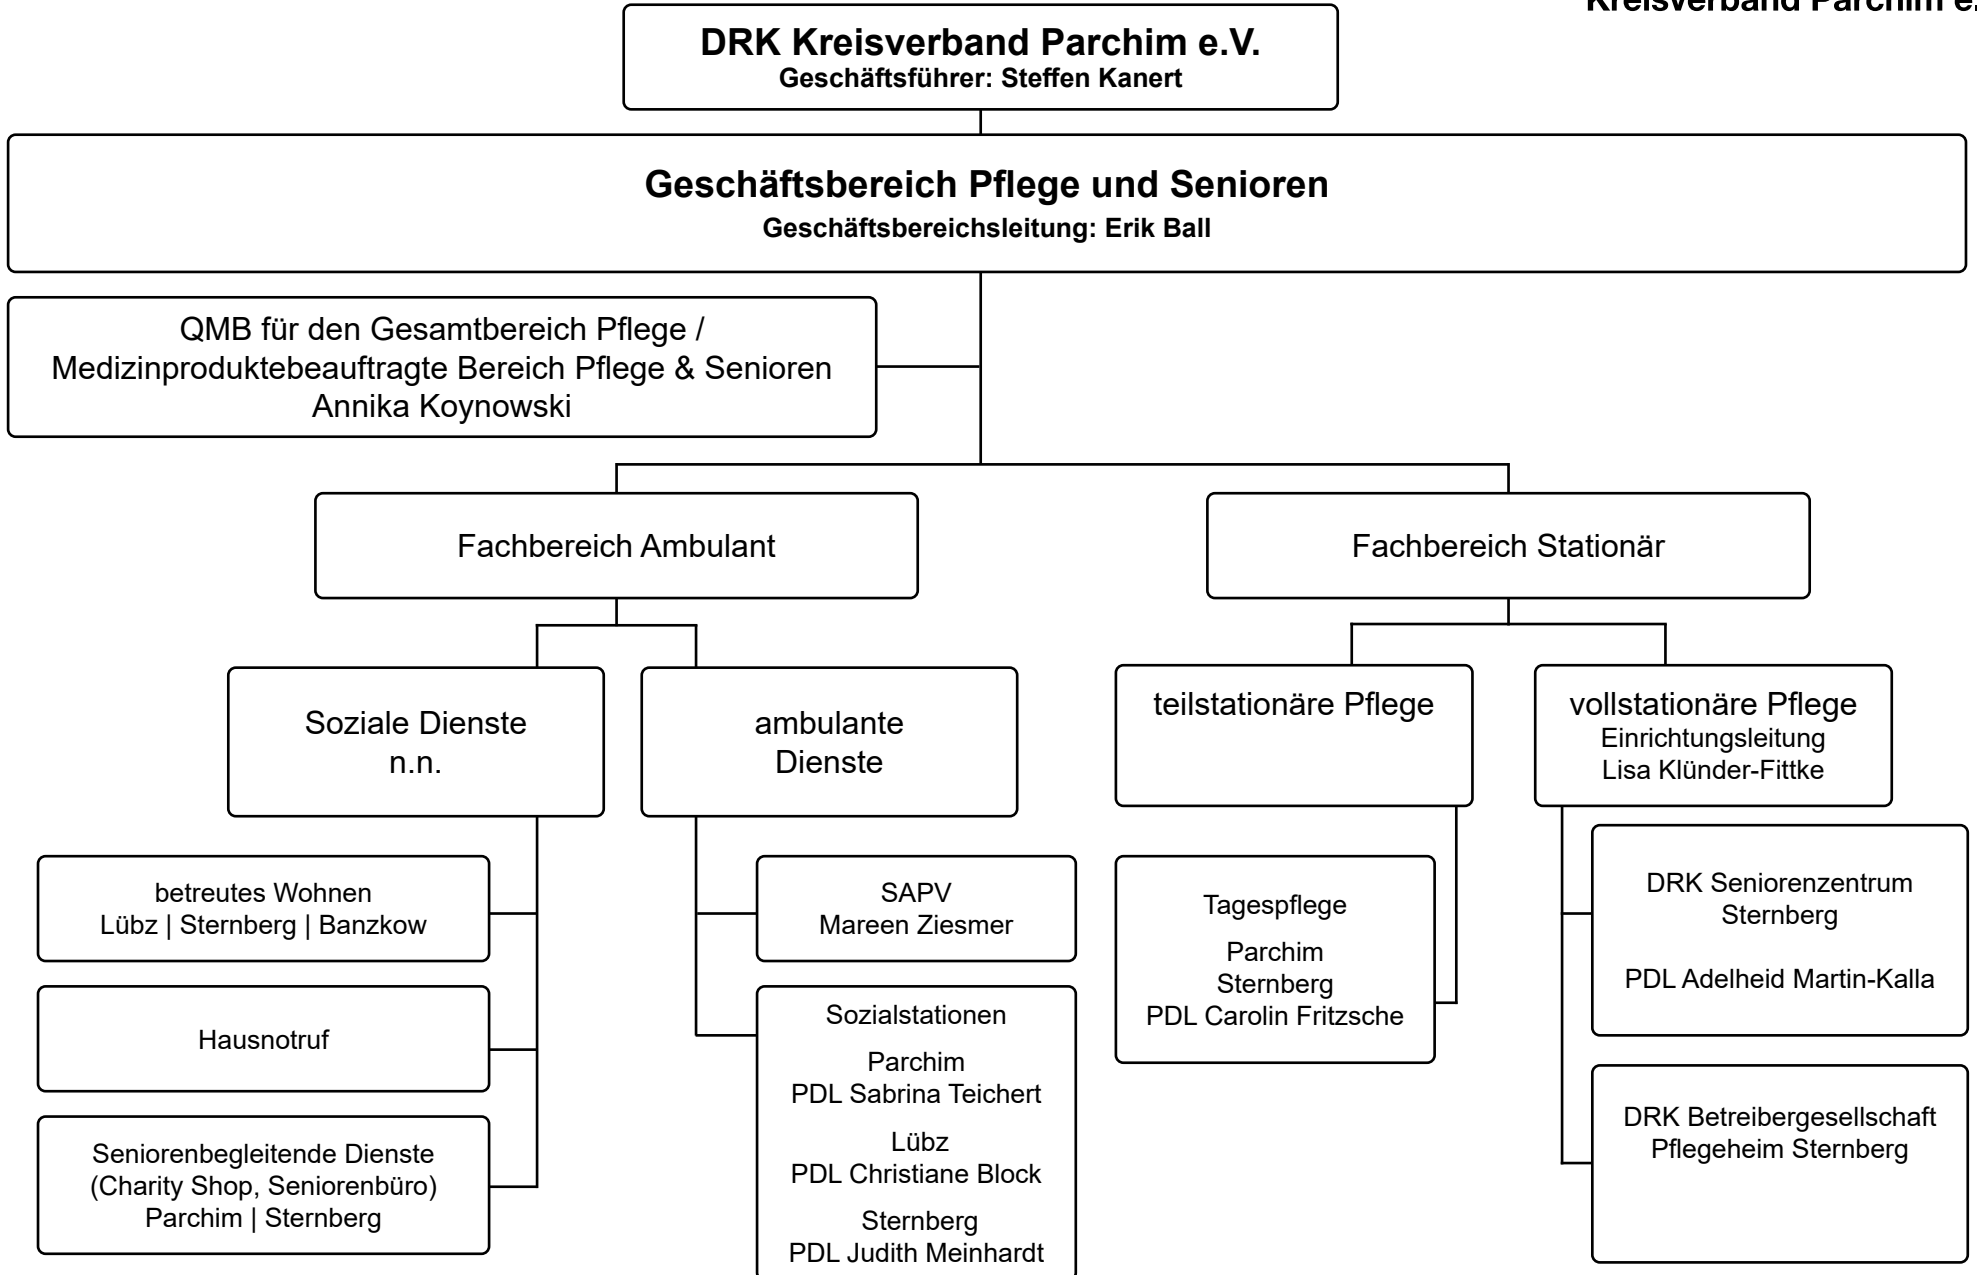 Kreisverband Parchim e.
DRK Kreisverband Parchim e.V.
Geschäftsführer: Steffen Kanert
Geschäftsbereich Pflege und Senioren
Geschäftsbereichsleitung: Erik Ball
QMB für den Gesamtbereich Pflege /
Medizinproduktebeauftragte Bereich Pflege & Senioren
Annika Koynowski
Fachbereich Ambulant
Fachbereich Stationär
Soziale Dienste
n.n.
ambulante
Dienste
teilstationäre Pflege
vollstationäre Pflege
Einrichtungsleitung
Lisa Klünder-Fittke
betreutes Wohnen
Lübz | Sternberg | Banzkow
Hausnotruf
Seniorenbegleitende Dienste
(Charity Shop, Seniorenbüro)
Parchim | Sternberg
SAPV
Mareen Ziesmer
Sozialstationen
Parchim
PDL Sabrina Teichert
Lübz
PDL Christiane Block
Sternberg
PDL Judith Meinhardt
Tagespflege
Parchim
Sternberg
PDL Carolin Fritzsche
DRK Seniorenzentrum
Sternberg
PDL Adelheid Martin-Kalla
DRK Betreibergesellschaft
Pflegeheim Sternberg